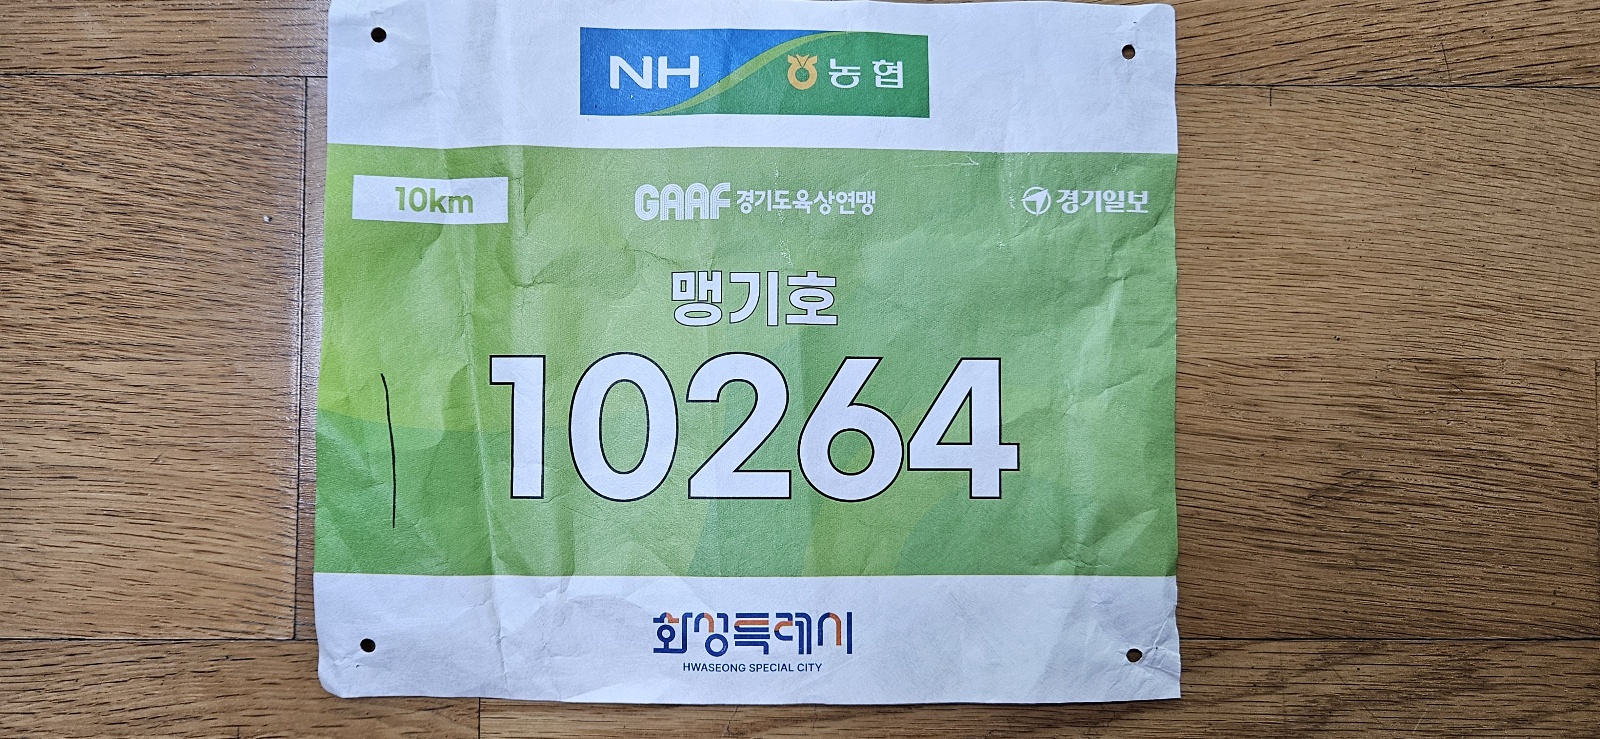 NH 농협
10km
GAAF 경기도육상연맹
경기일보
맹기호
10264
화성특례시
HWASEONG SPECIAL CITY